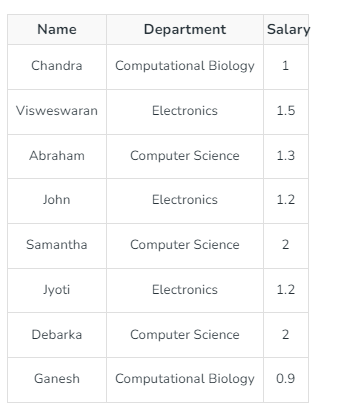 Name Department Salary
Chandra Computational Biology 1
Visweswaran Electronics 1.5
Abraham Computer Science 1.3
John Electronics 1.2
Samantha Computer Science 2
Jyoti Electronics 1.2
Debarka Computer Science 2
Ganesh Computational Biology 0.9